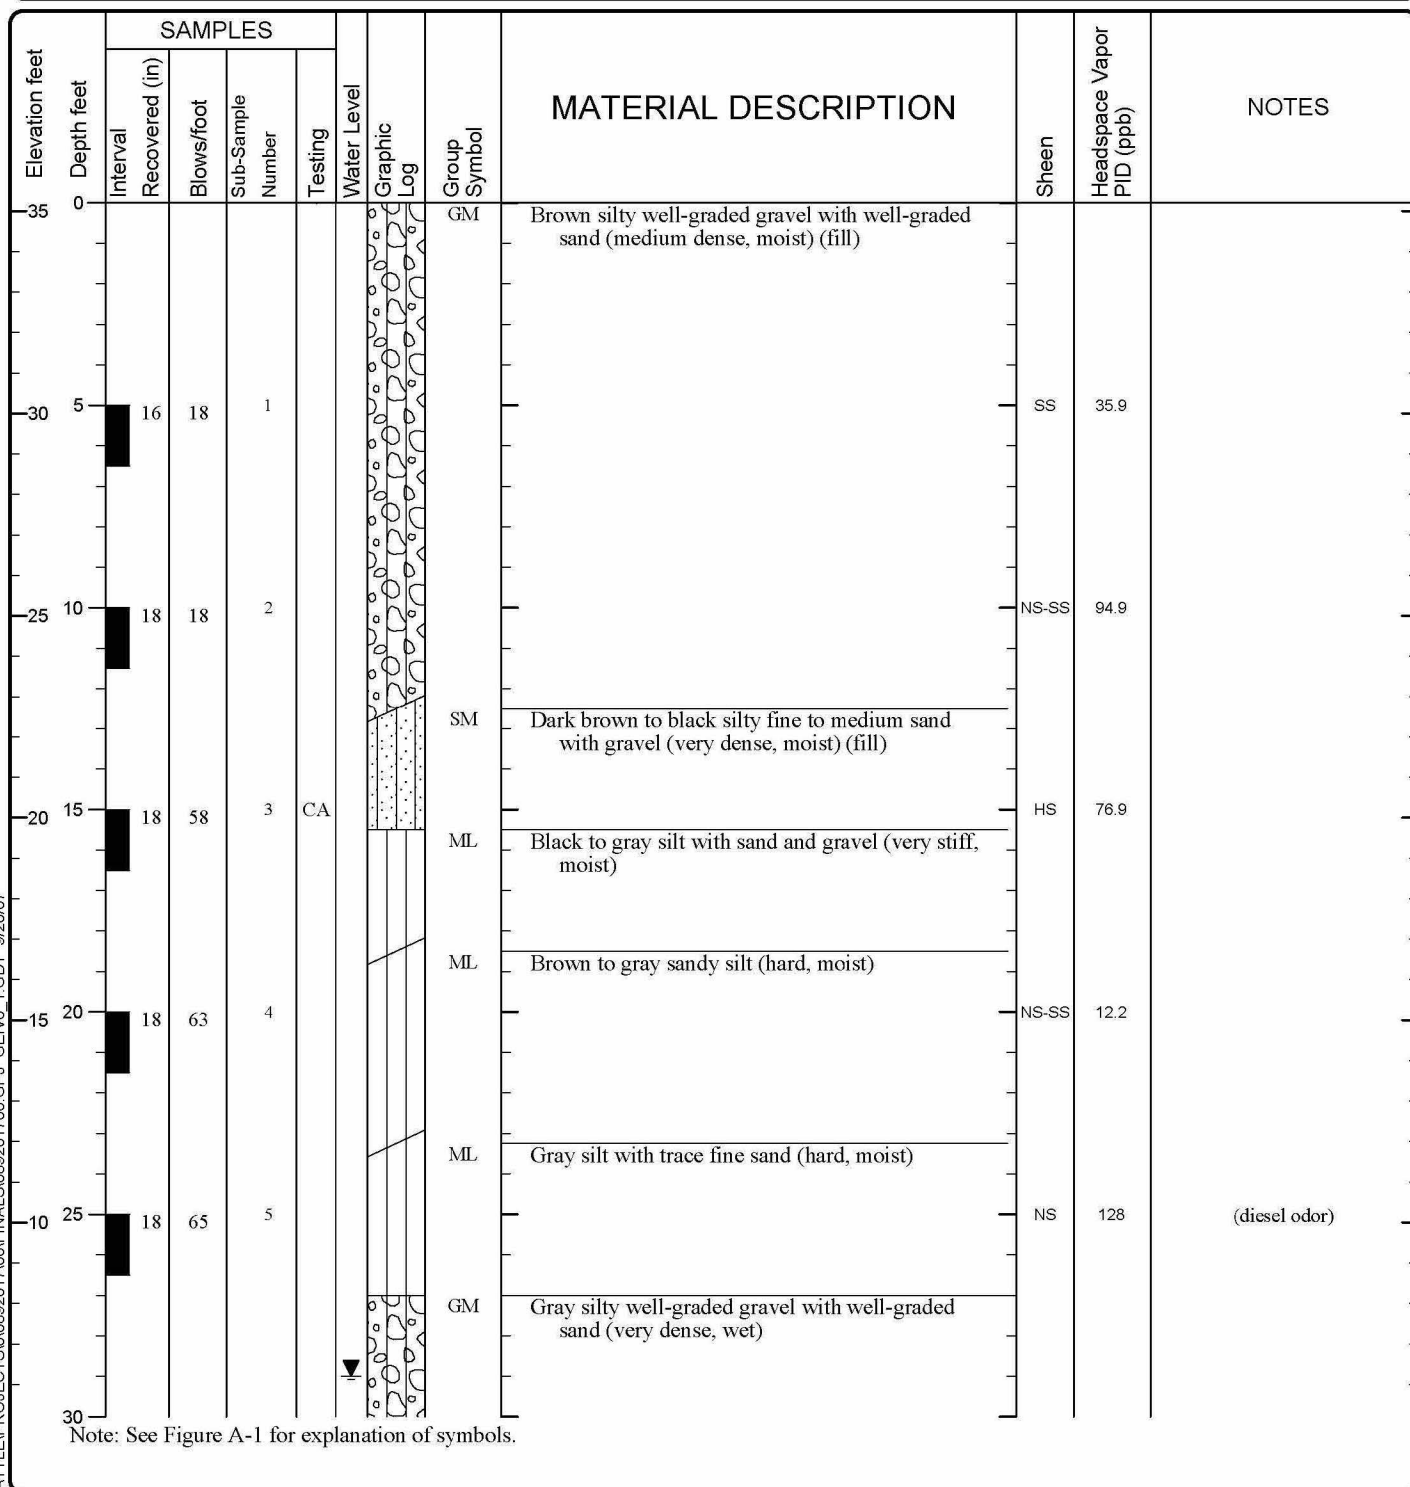 SAMPLES
Elevation feet
Depth feet
Interval
Recovered (in)
Blows/foot
Sub-Sample
Number
Testing
Water Level
Graphic
Log
Group
Symbol
MATERIAL DESCRIPTION
Sheen
Headspace Vapor
PID (ppb)
NOTES
35 0 GM Brown silty well-graded gravel with well-graded
sand (medium dense, moist) (fill)
30 5 16 18 1 SS 35.9
25 10 18 18 2 NS-SS 94.9
SM Dark brown to black silty fine to medium sand
with gravel (very dense, moist) (fill)
20 15 18 58 3 CA HS 76.9
ML Black to gray silt with sand and gravel (very stiff,
moist)
ML Brown to gray sandy silt (hard, moist)
15 20 18 63 4 NS-SS 12.2
ML Gray silt with trace fine sand (hard, moist)
10 25 18 65 5 NS 128 (diesel odor)
GM Gray silty well-graded gravel with well-graded
sand (very dense, wet)
30
Note: See Figure A-1 for explanation of symbols.